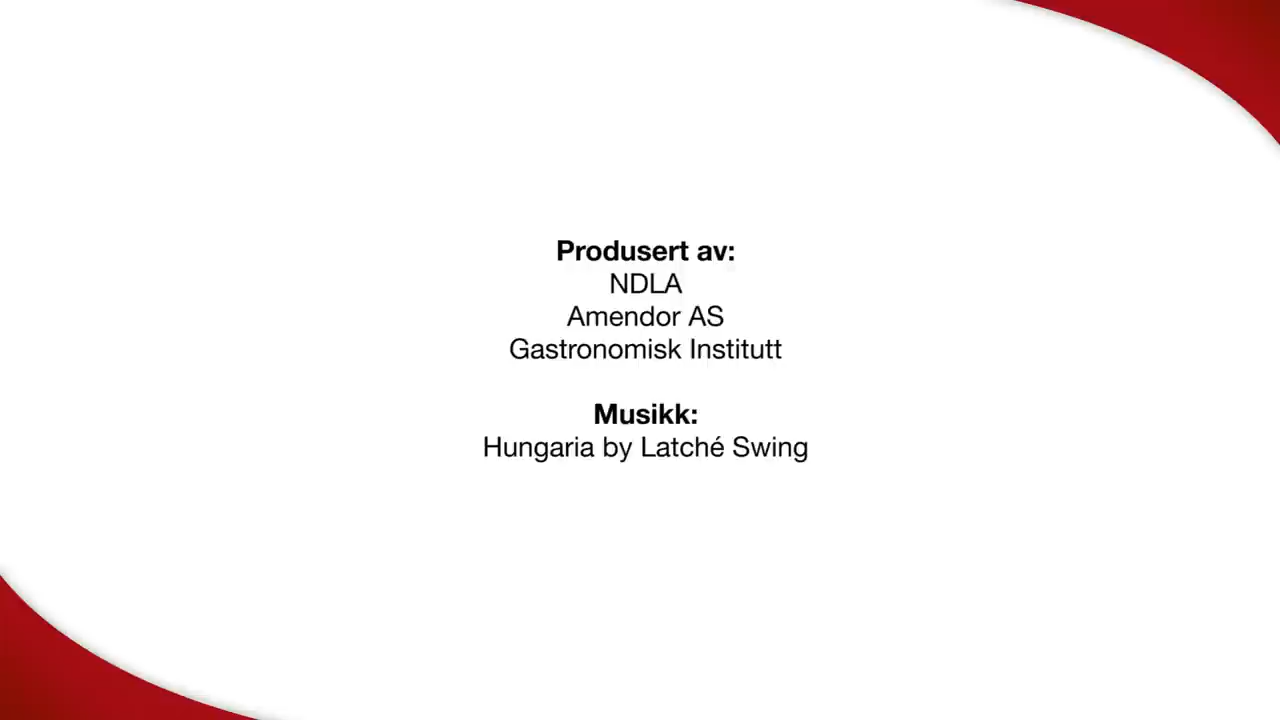 Produsert av:
NDLA
Amendor AS
Gastronomisk Institutt
Musikk:
Hungaria by Latché Swing